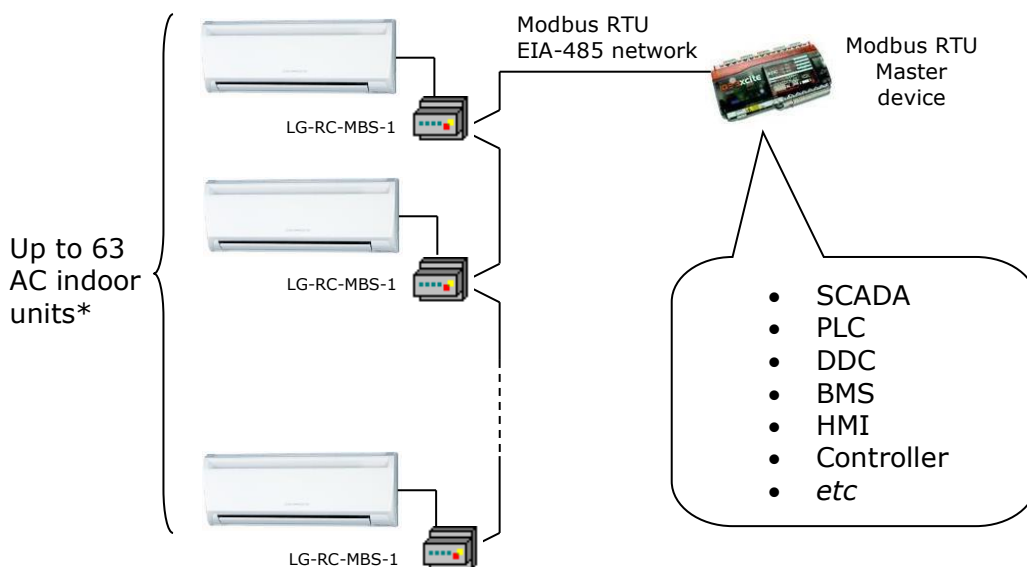 Modbus RTU
EIA-485 network
Modbus RTU
Master
device
LG-RC-MBS-1
Up to 63
AC indoor
units*
LG-RC-MBS-1
• SCADA
• PLC
• DDC
• BMS
• HMI
• Controller
• etc
LG-RC-MBS-1